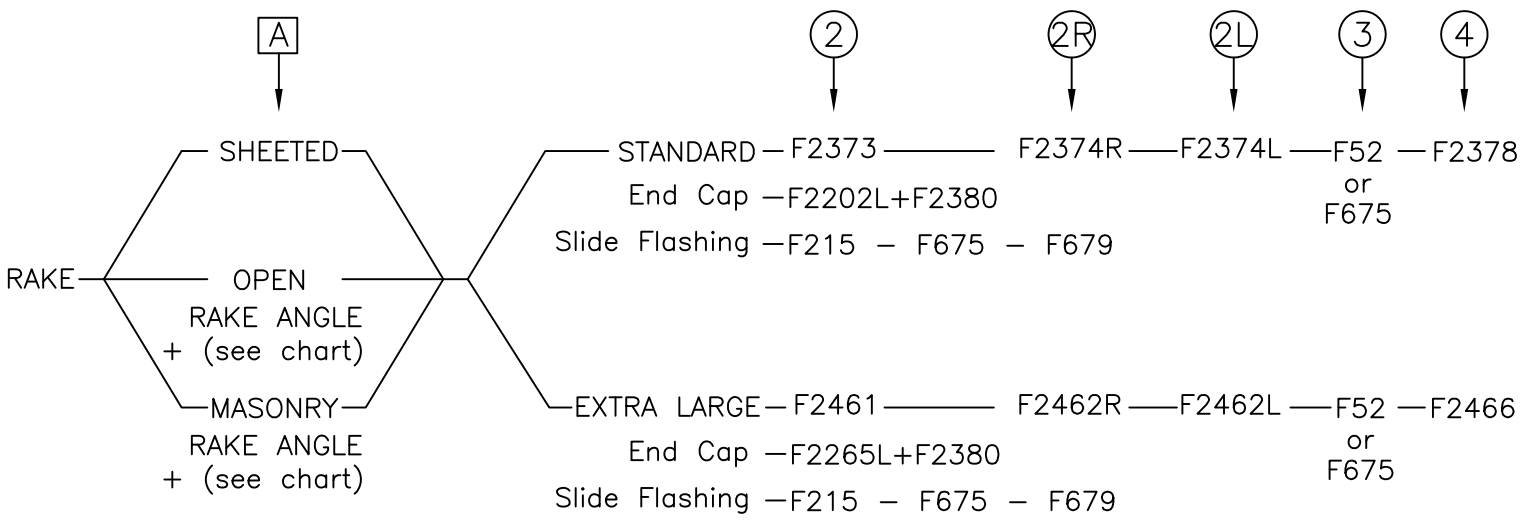 A 2 2R 2L 3 4
SHEETED STANDARD F2373 F2374R F2374L F52 F2378
or
F675
End Cap –F2202L+F2380
Slide Flashing –F215 – F675 – F679
RAKE OPEN
RAKE ANGLE
+ (see chart)
MASONRY EXTRA LARGE F2461 F2462R F2462L F52 F2466
RAKE ANGLE
+ (see chart)
or
F675
End Cap –F2265L+F2380
Slide Flashing –F215 – F675 – F679